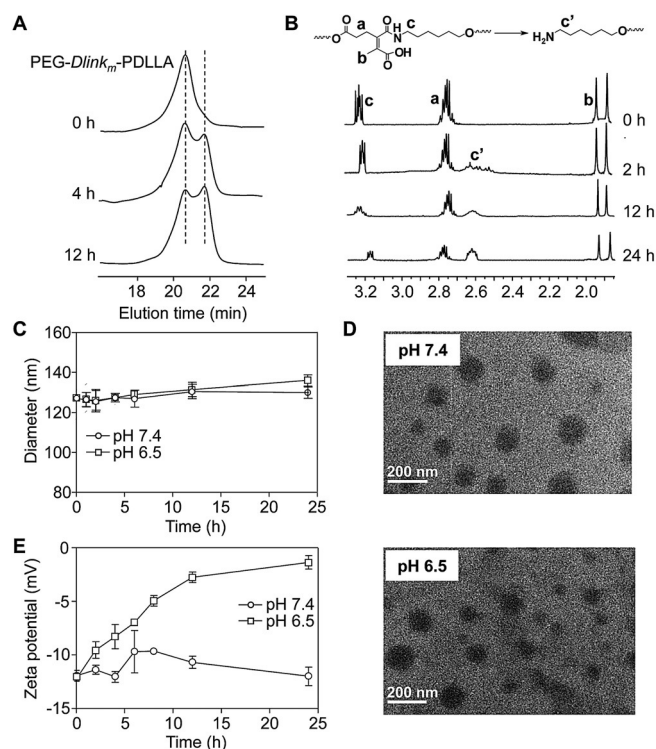 A
PEG-Dlinkm-PDLLA
0 h
4 h
12 h
16 20 24
Elution time (min)
B
a
b
c
c'
O
O
O
H
N
O
OH
O
H2N
O
c
a
b
c'
0 h
2 h
12 h
24 h
3.2 3.0 2.8 2.6 2.4 2.2 2.0
C
Diameter (nm)
160
140
120
100
80
pH 7.4
pH 6.5
0 5 10 15 20 25
Time (h)
D
pH 7.4
200 nm
E
Zeta potential (mV)
0
-5
-10
-15
pH 7.4
pH 6.5
0 5 10 15 20 25
Time (h)
pH 6.5
200 nm